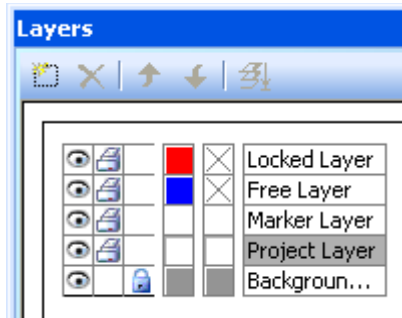 Layers
Locked Layer
Free Layer
Marker Layer
Project Layer
Backgroun...